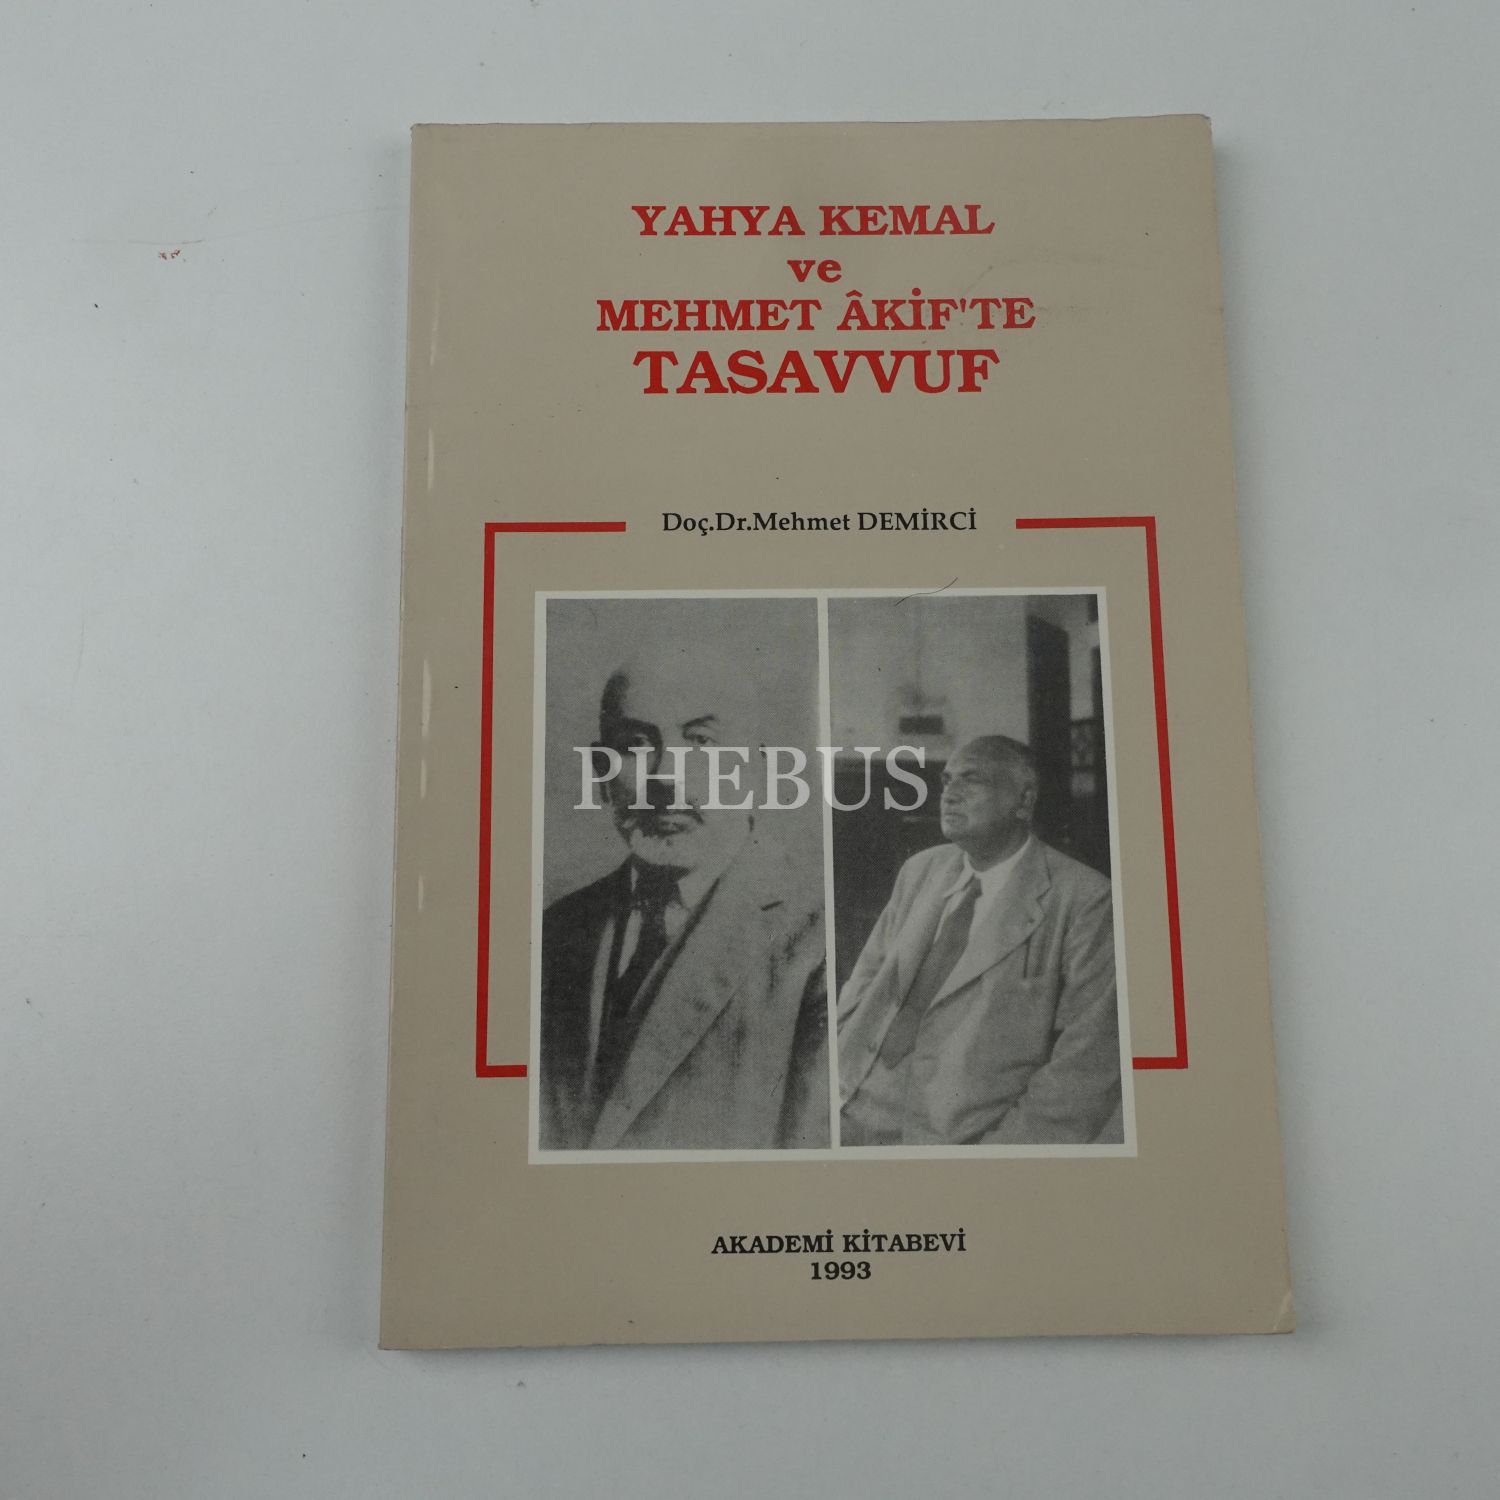 YAHYA KEMAL
ve
MEHMET ÂKİF'TE
TASAVVUF
Doç.Dr.Mehmet DEMİRCİ
PHEBUS
AKADEMİ KİTABEVİ
1993